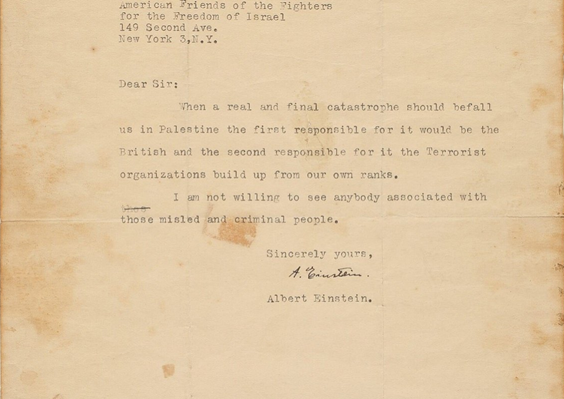 American Friends of the Fighters
for the Freedom of Israel
149 Second Ave.
New York 3,N.Y.
Dear Sir:
When a real and final catastrophe should befall
us in Palestine the first responsible for it would be the
British and the second responsible for it the Terrorist
organizations build up from our own ranks.
I am not willing to see anybody associated with
those misled and criminal people.
Sincerely yours,
A. Einstein.
Albert Einstein.